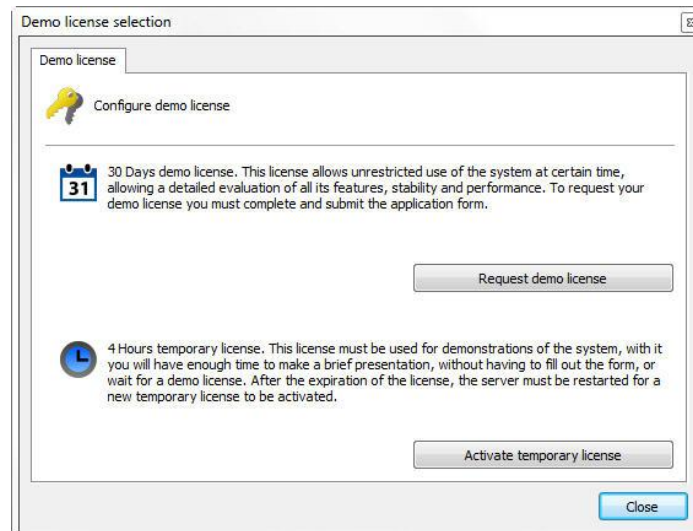 Demo license selection
Demo license
Configure demo license
31
30 Days demo license. This license allows unrestricted use of the system at certain time,
allowing a detailed evaluation of all its features, stability and performance. To request your
demo license you must complete and submit the application form.
Request demo license
4 Hours temporary license. This license must be used for demonstrations of the system, with it
you will have enough time to make a brief presentation, without having to fill out the form, or
wait for a demo license. After the expiration of the license, the server must be restarted for a
new temporary license to be activated.
Activate temporary license
Close